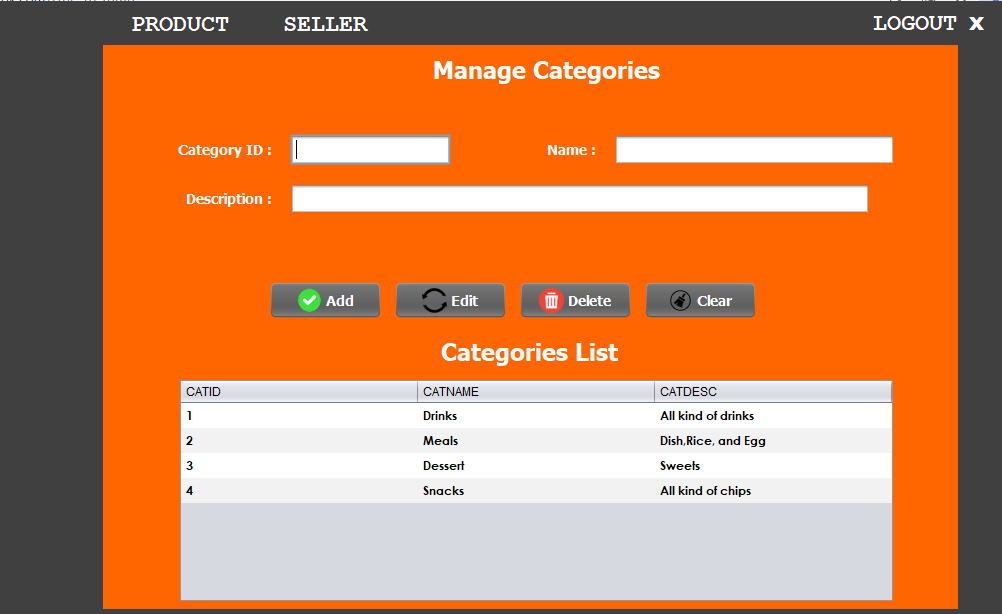 PRODUCT SELLER LOGOUT X
Manage Categories
Category ID : Name :
Description :
Add Edit Delete Clear
Categories List
CATID CATNAME CATDESC
1 Drinks All kind of drinks
2 Meals Dish,Rice, and Egg
3 Dessert Sweets
4 Snacks All kind of chips